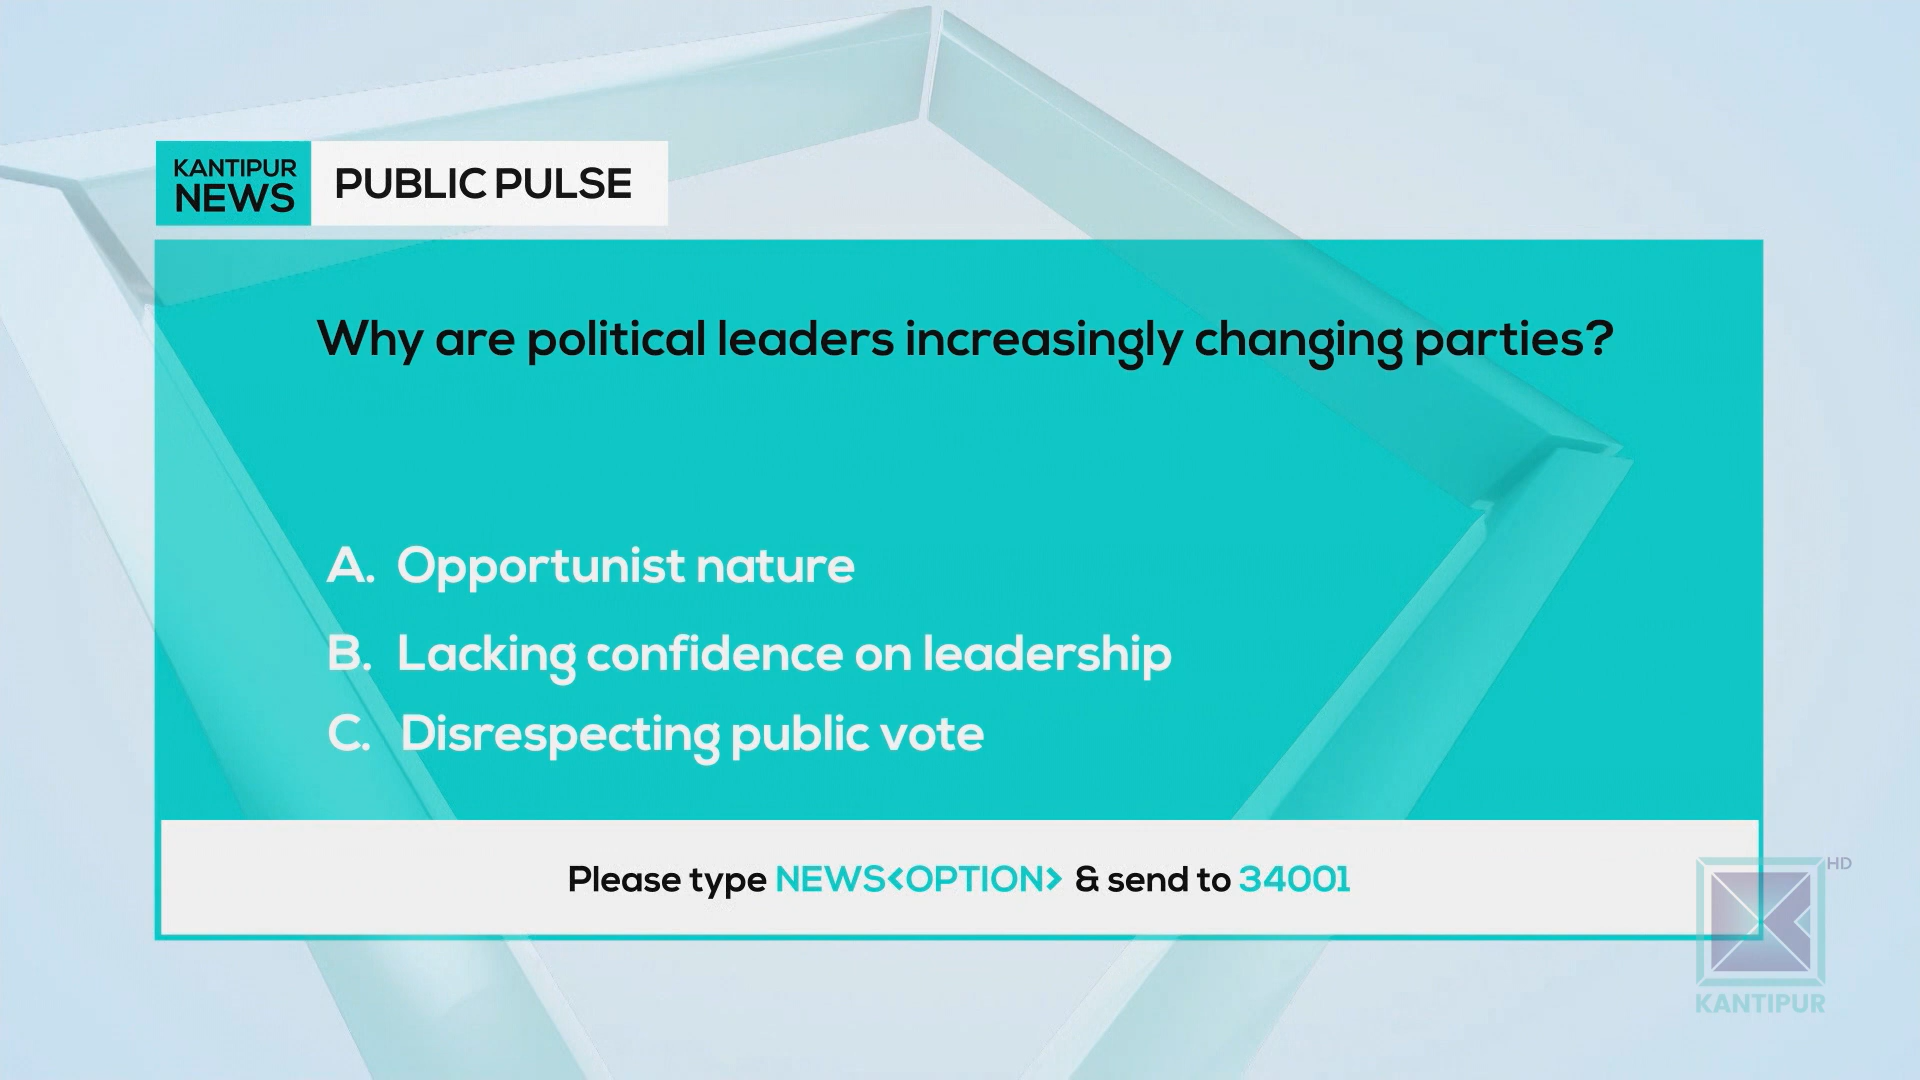 KANTIPUR
NEWS
PUBLIC PULSE
Why are political leaders increasingly changing parties?
A. Opportunist nature
B. Lacking confidence on leadership
C. Disrespecting public vote
Please type NEWS<OPTION> & send to 34001
HD
KANTIPUR